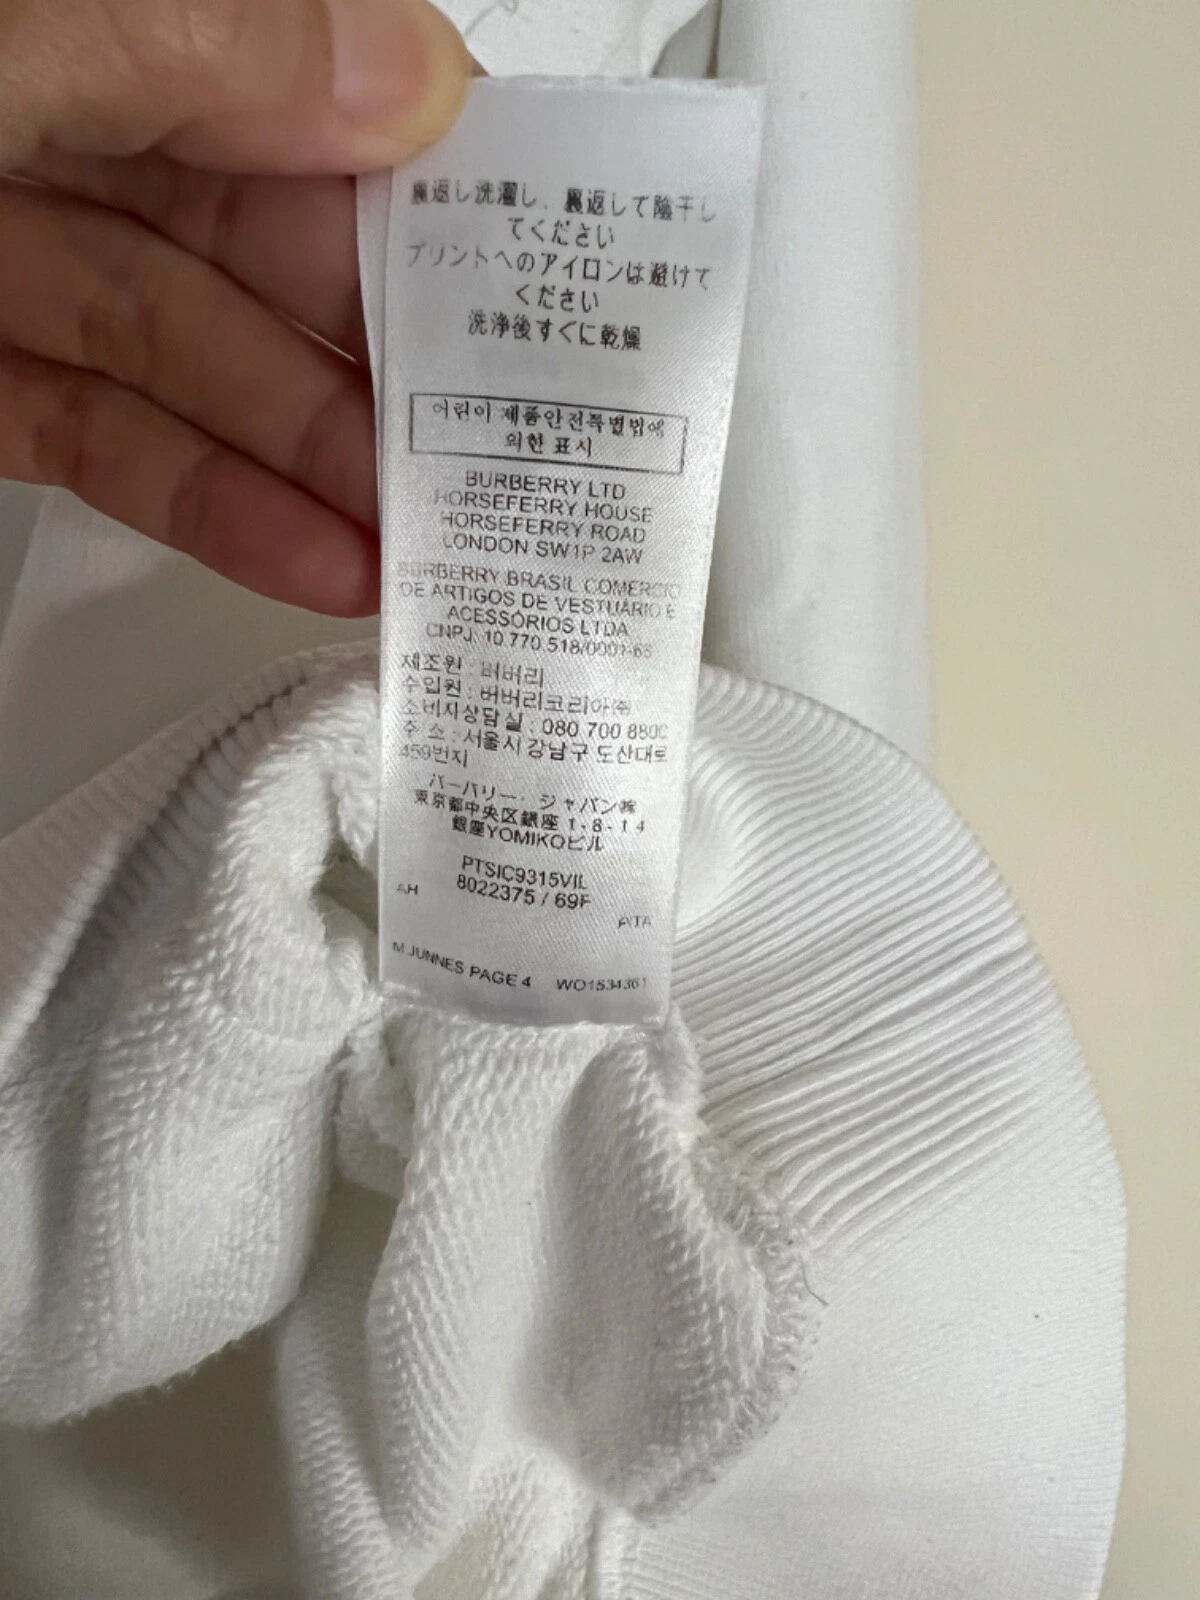 裏返し洗濯し、裏返して陰干し
てください
プリントへのアイロンは避けて
ください
洗浄後すぐに乾燥
어린이 제품안전특별법에
의한 표시
BURBERRY LTD
HORSEFERRY HOUSE
HORSEFERRY ROAD
LONDON SW1P 2AW
BURBERRY BRASIL COMERCIO
DE ARTIGOS DE VESTUÁRIO E
ACESSÓRIOS LTDA
CNPJ. 10.770.518/0001-65
제조원 : 버버리
수입원 : 버버리코리아㈜
소비자상담실 : 080 700 8800
주 소 : 서울시 강남구 도산대로
459번지
バーバリー・ジャパン㈱
東京都中央区銀座 1-8-14
銀座YOMIKOビル
PTSIC9315VIL
8022375 / 69F
AH
ATA
M JUNNES PAGE 4 WO1534361